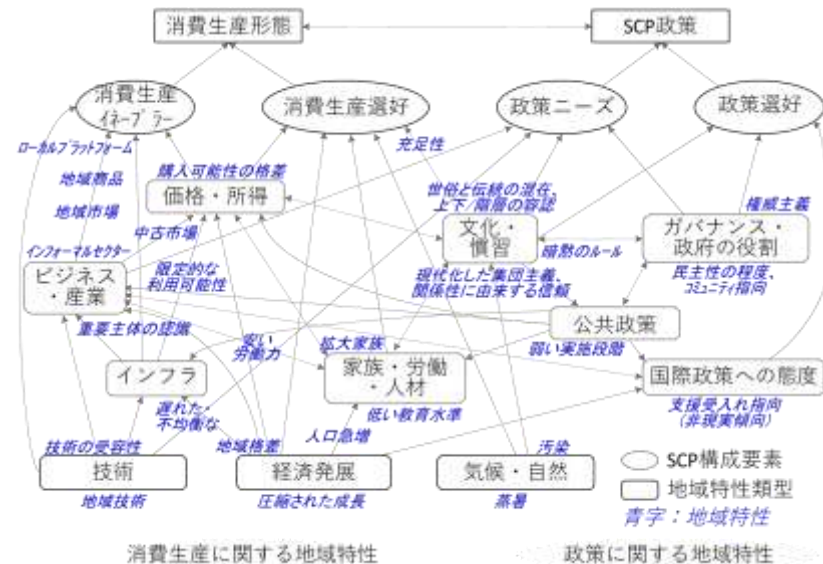 消費生産形態
SCP政策
消費生産
ｲﾈｰﾌﾞﾗｰ
消費生産選好
政策ニーズ
政策選好
ﾛｰｶﾙﾌﾟﾗｯﾄﾌｫｰﾑ
充足性
地域商品
購入可能性の格差
価格・所得
世俗と伝統の混在、
上下/階層の容認
権威主義
地域市場
中古市場
文化・
慣習
暗黙のルール
ガバナンス・
政府の役割
ｲﾝﾌｫｰﾏﾙｾｸﾀｰ
ビジネス
・産業
限定的な
利用可能性
現代化した集団主義、
関係性に由来する信頼
民主性の程度、
ｺﾐｭﾆﾃｨ指向
公共政策
重要主体の認識
安い
労働力
拡大家族
弱い実施段階
インフラ
家族・労働
・人材
国際政策への態度
遅れた・
不均衡な
低い教育水準
支援受入れ指向
(非現実傾向)
技術の受容性
地域格差
人口急増
汚染
技術
経済発展
気候・自然
SCP構成要素
地域特性類型
地域技術
圧縮された成長
蒸暑
青字：地域特性
消費生産に関する地域特性
政策に関する地域特性